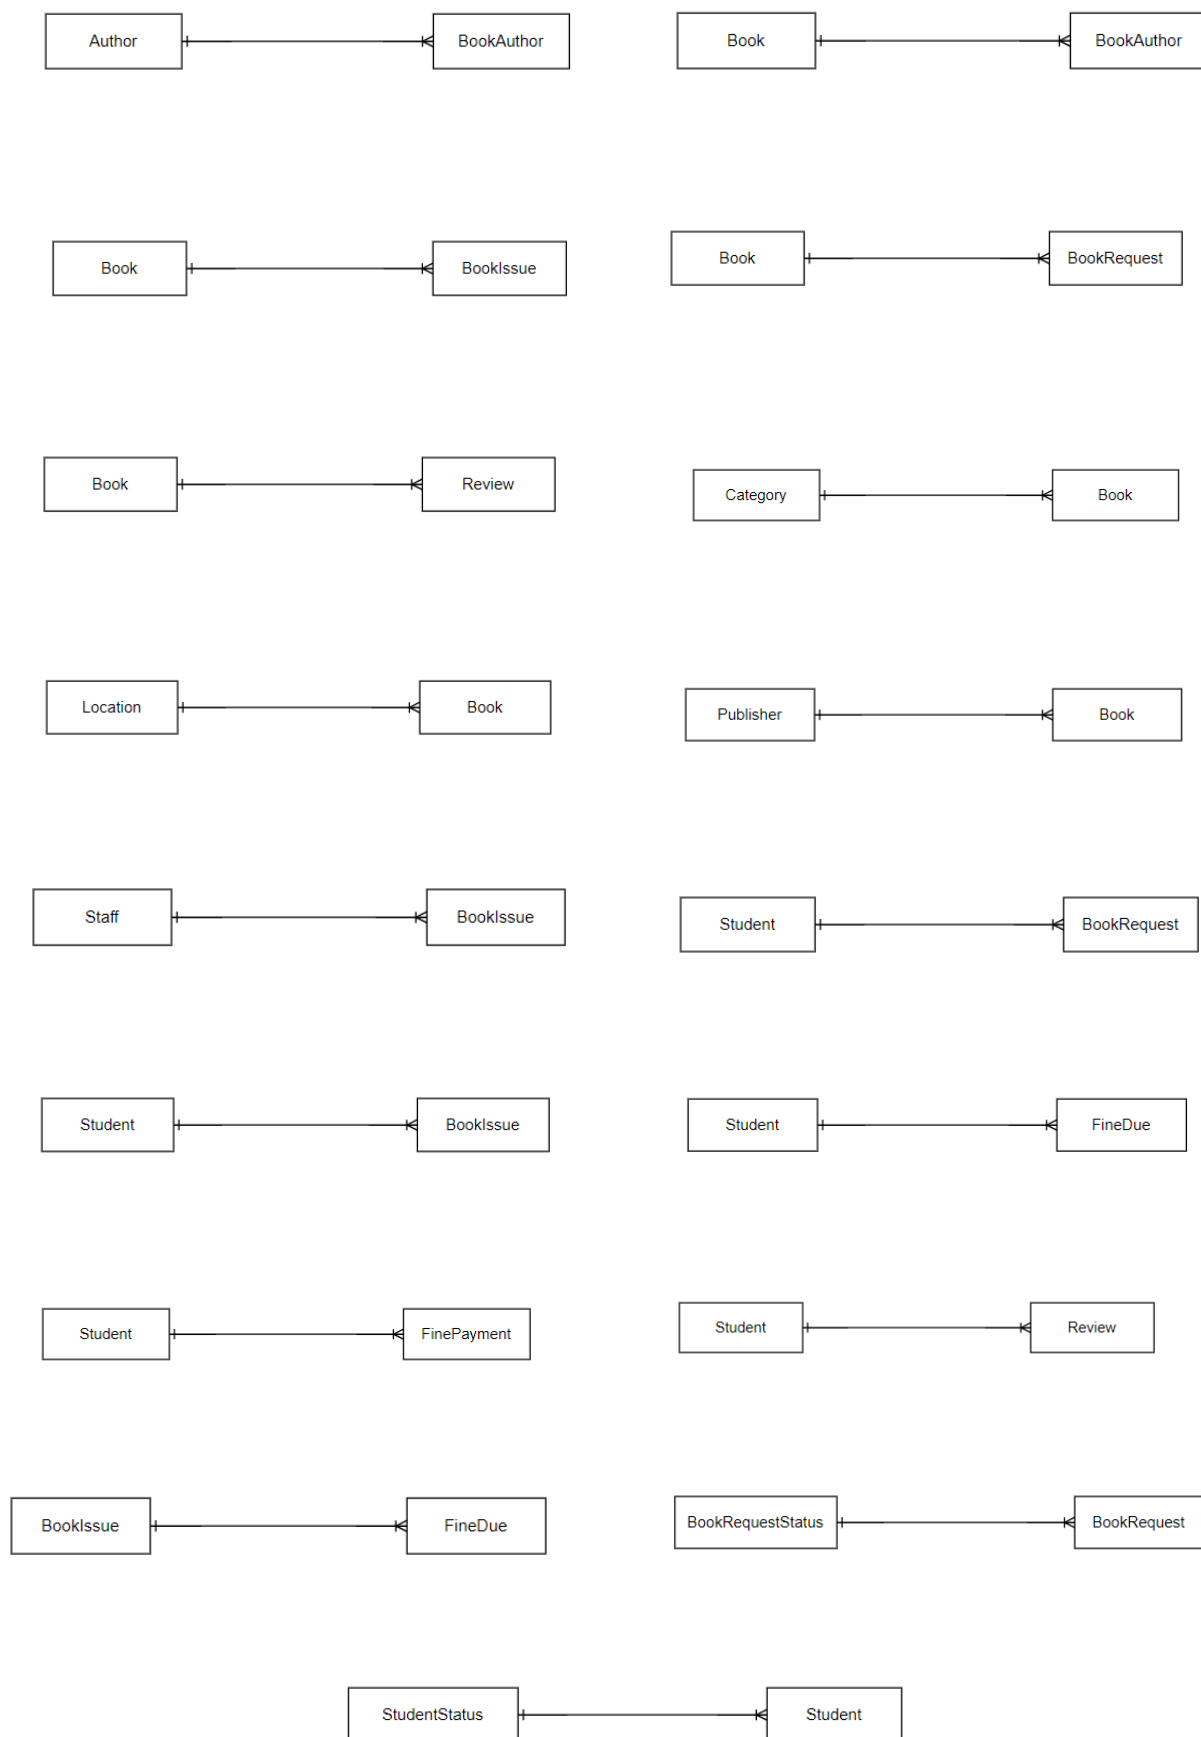 Author BookAuthor Book BookAuthor
Book BookIssue Book BookRequest
Book Review Category Book
Location Book Publisher Book
Staff BookIssue Student BookRequest
Student BookIssue Student FineDue
Student FinePayment Student Review
BookIssue FineDue BookRequestStatus BookRequest
StudentStatus Student